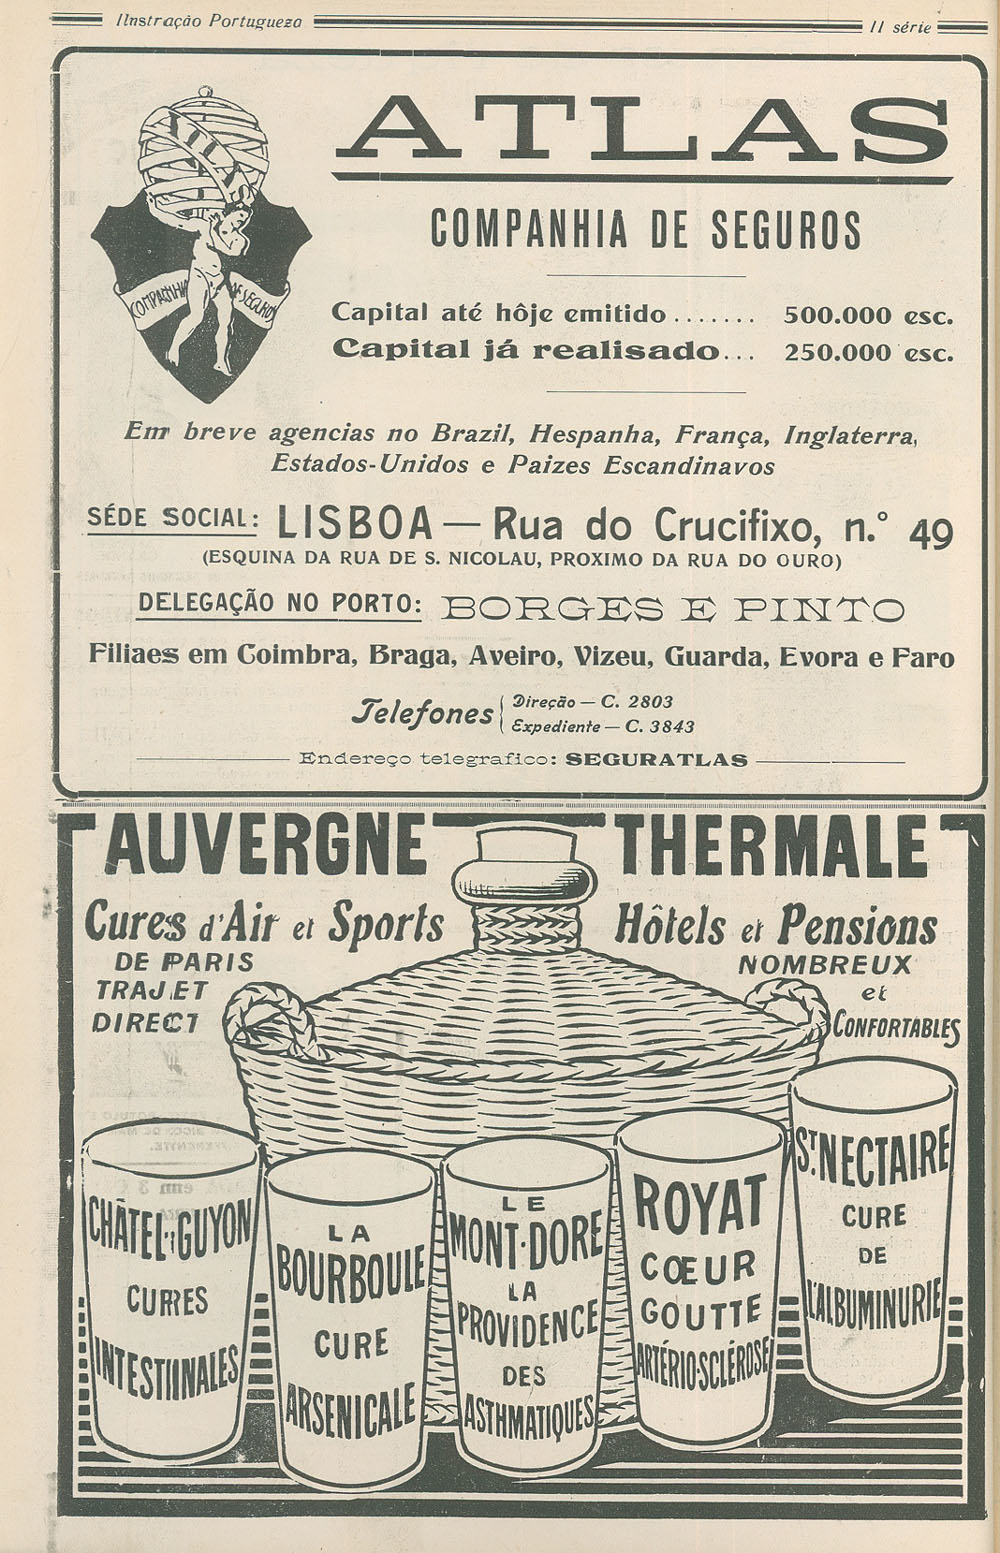 Ilustração Portugueza
II série
ATLAS
COMPANHIA DE SEGUROS
COMPANHIA DE SEGUROS
Capital até hôje emitido ....... 500.000 esc.
Capital já realisado... 250.000 esc.
Em breve agencias no Brazil, Hespanha, França, Inglaterra,
Estados-Unidos e Paizes Escandinavos
SÉDE SOCIAL: LISBOA — Rua do Crucifixo, n.º 49
(ESQUINA DA RUA DE S. NICOLAU, PROXIMO DA RUA DO OURO)
DELEGAÇÃO NO PORTO: BORGES E PINTO
Filiaes em Coimbra, Braga, Aveiro, Vizeu, Guarda, Evora e Faro
Telefones
Direção — C. 2803
Expediente — C. 3843
Endereço telegrafico: SEGURATLAS
AUVERGNE THERMALE
Cures d'Air et Sports
DE PARIS
TRAJET
DIRECT
Hôtels et Pensions
NOMBREUX
et
CONFORTABLES
CHÂTEL-GUYON
CURES
INTESTINALES
LA
BOURBOULE
CURE
ARSENICALE
LE
MONT-DORE
LA
PROVIDENCE
DES
ASTHMATIQUES
ROYAT
CŒUR
GOUTTE
ARTÉRIO-SCLÉROSE
ST. NECTAIRE
CURE
DE
L'ALBUMINURIE